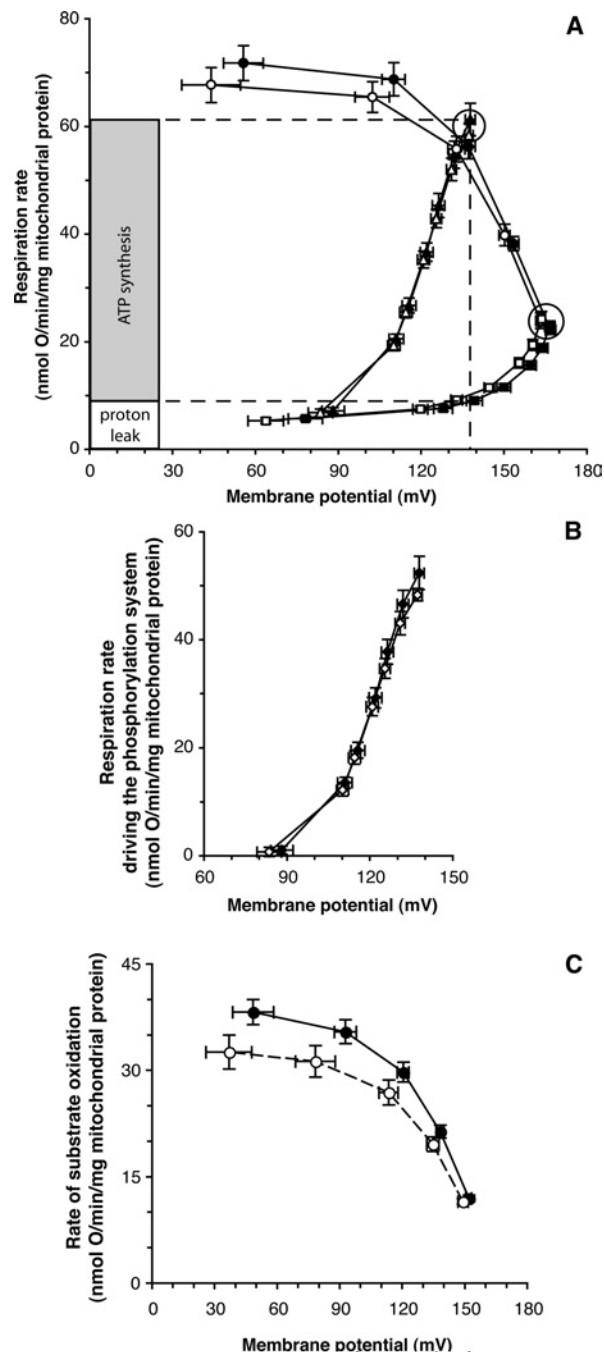 A
80
70
60
40
20
0
Respiration rate
(nmol O/min/mg mitochondrial protein)
ATP synthesis
proton
leak
0 30 60 90 120 150 180
Membrane potential (mV)
B
60
40
20
0
Respiration rate
driving the phosphorylation system
(nmol O/min/mg mitochondrial protein)
60 90 120 150
Membrane potential (mV)
C
45
30
15
0
Rate of substrate oxidation
(nmol O/min/mg mitochondrial protein)
0 30 60 90 120 150 180
Membrane potential (mV)